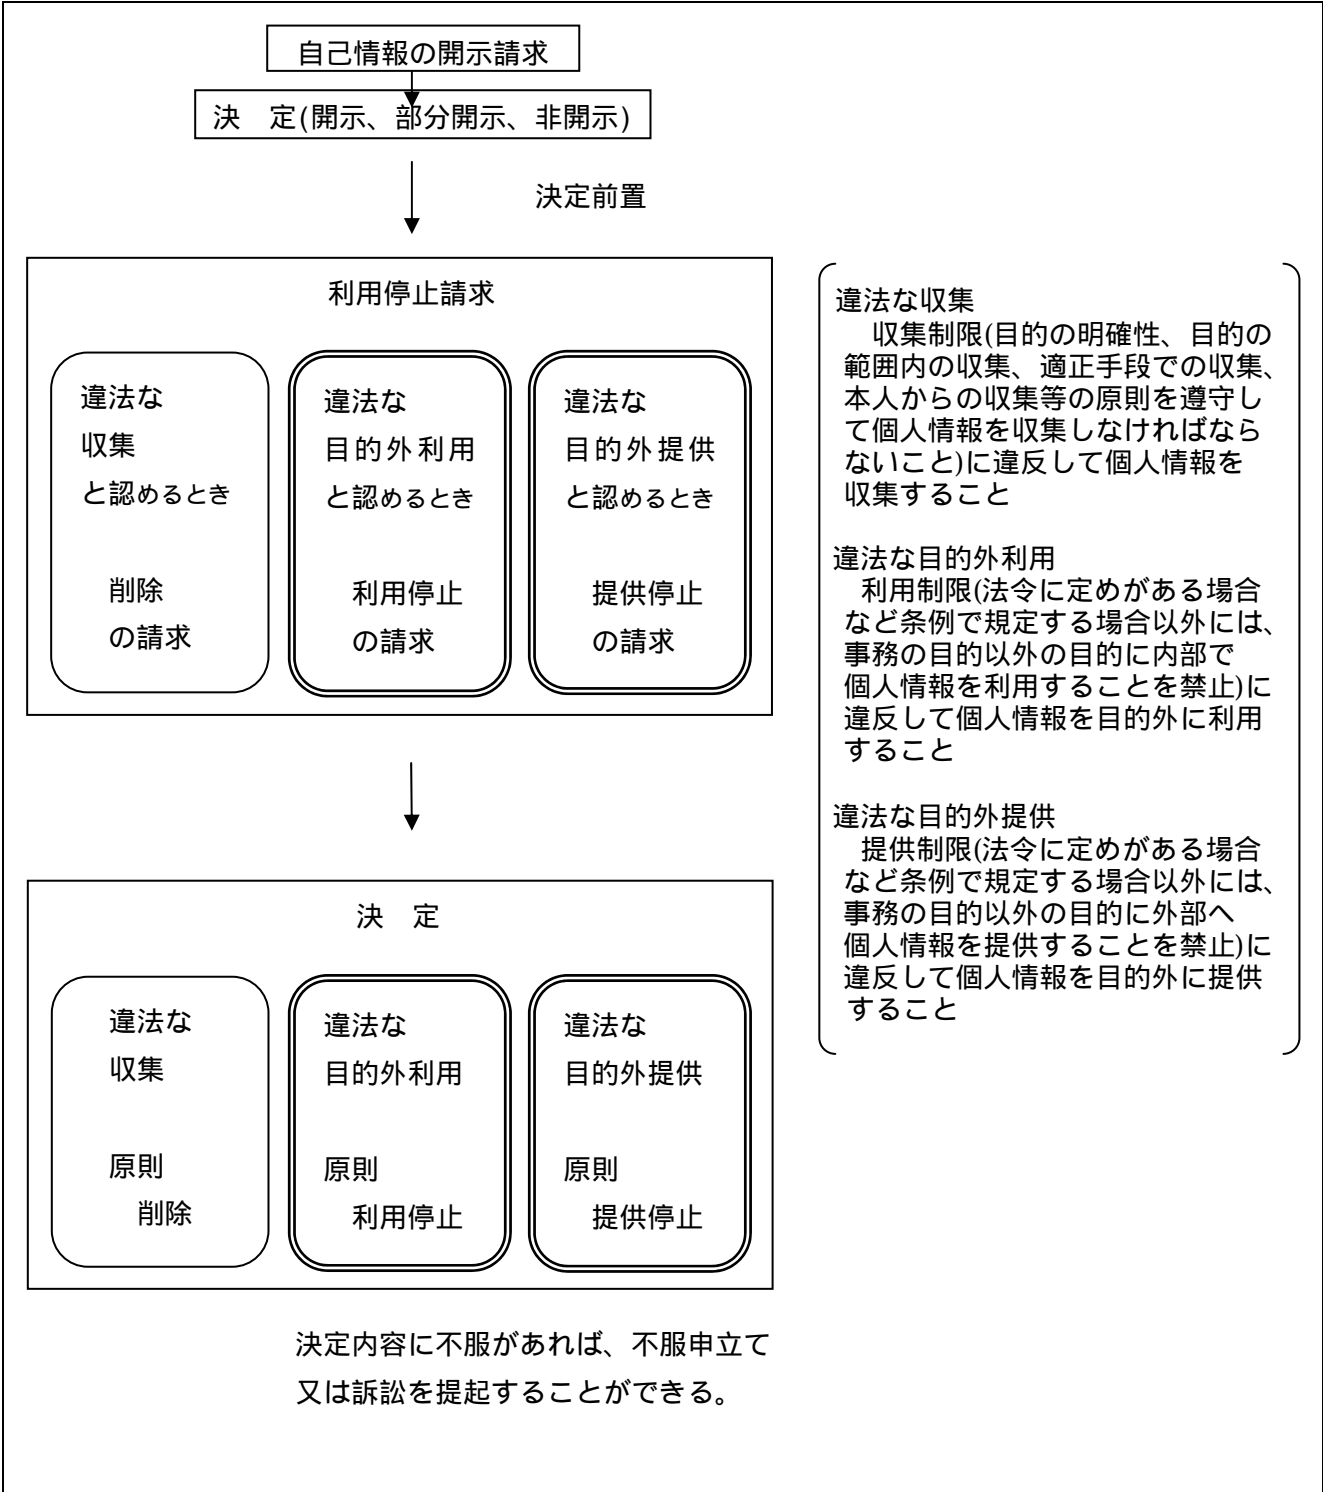 自己情報の開示請求
決　定(開示、部分開示、非開示)
決定前置
利用停止請求
違法な
収集
と認めるとき
削除
の請求
違法な
目的外利用
と認めるとき
利用停止
の請求
違法な
目的外提供
と認めるとき
提供停止
の請求
違法な収集
収集制限(目的の明確性、目的の
範囲内の収集、適正手段での収集、
本人からの収集等の原則を遵守し
て個人情報を収集しなければなら
ないこと)に違反して個人情報を
収集すること
違法な目的外利用
利用制限(法令に定めがある場合
など条例で規定する場合以外には、
事務の目的以外の目的に内部で
個人情報を利用することを禁止)に
違反して個人情報を目的外に利用
すること
違法な目的外提供
提供制限(法令に定めがある場合
など条例で規定する場合以外には、
事務の目的以外の目的に外部へ
個人情報を提供することを禁止)に
違反して個人情報を目的外に提供
すること
決　定
違法な
収集
原則
削除
違法な
目的外利用
原則
利用停止
違法な
目的外提供
原則
提供停止
決定内容に不服があれば、不服申立て
又は訴訟を提起することができる。